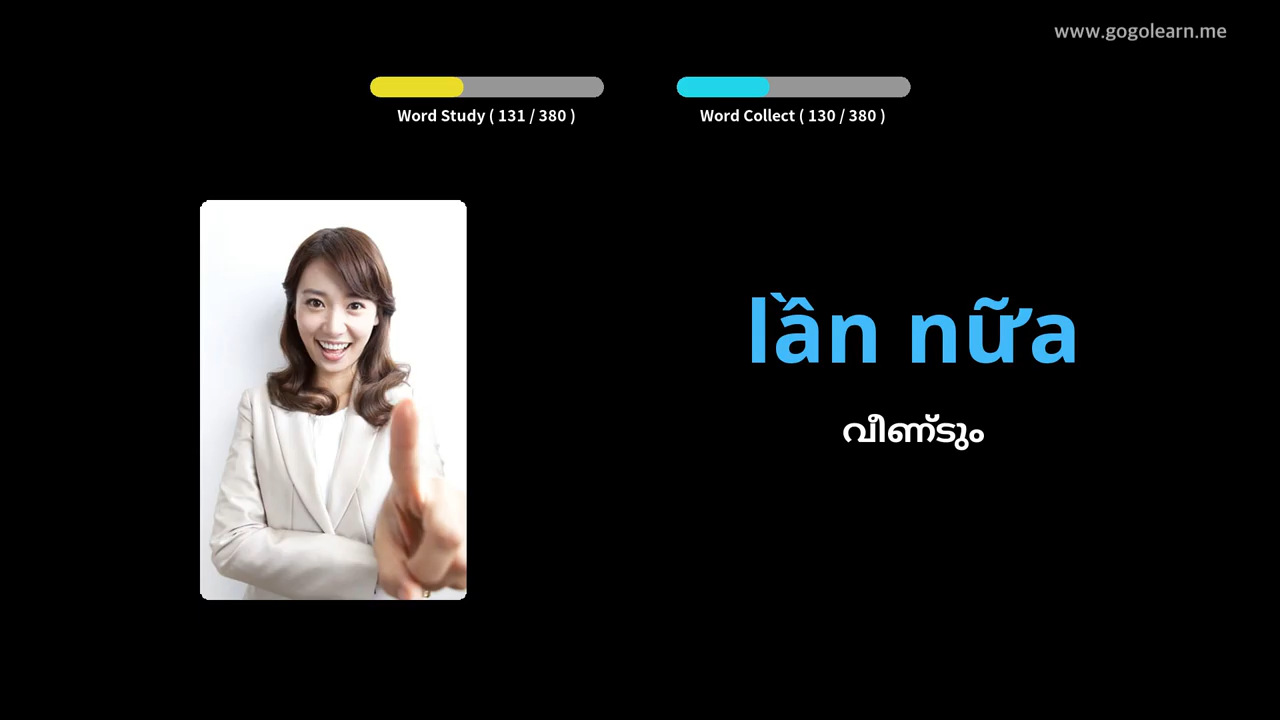 www.gogolearn.me
Word Study ( 131 / 380 )
Word Collect ( 130 / 380 )
lần nữa
വീണ്ടും